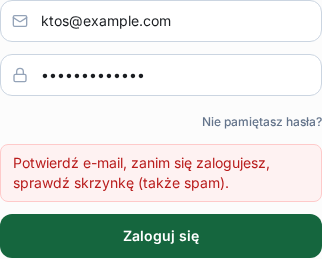 ktos@example.com
•••••••••••••
Nie pamiętasz hasła?
Potwierdź e-mail, zanim się zalogujesz,
sprawdź skrzynkę (także spam).
Zaloguj się